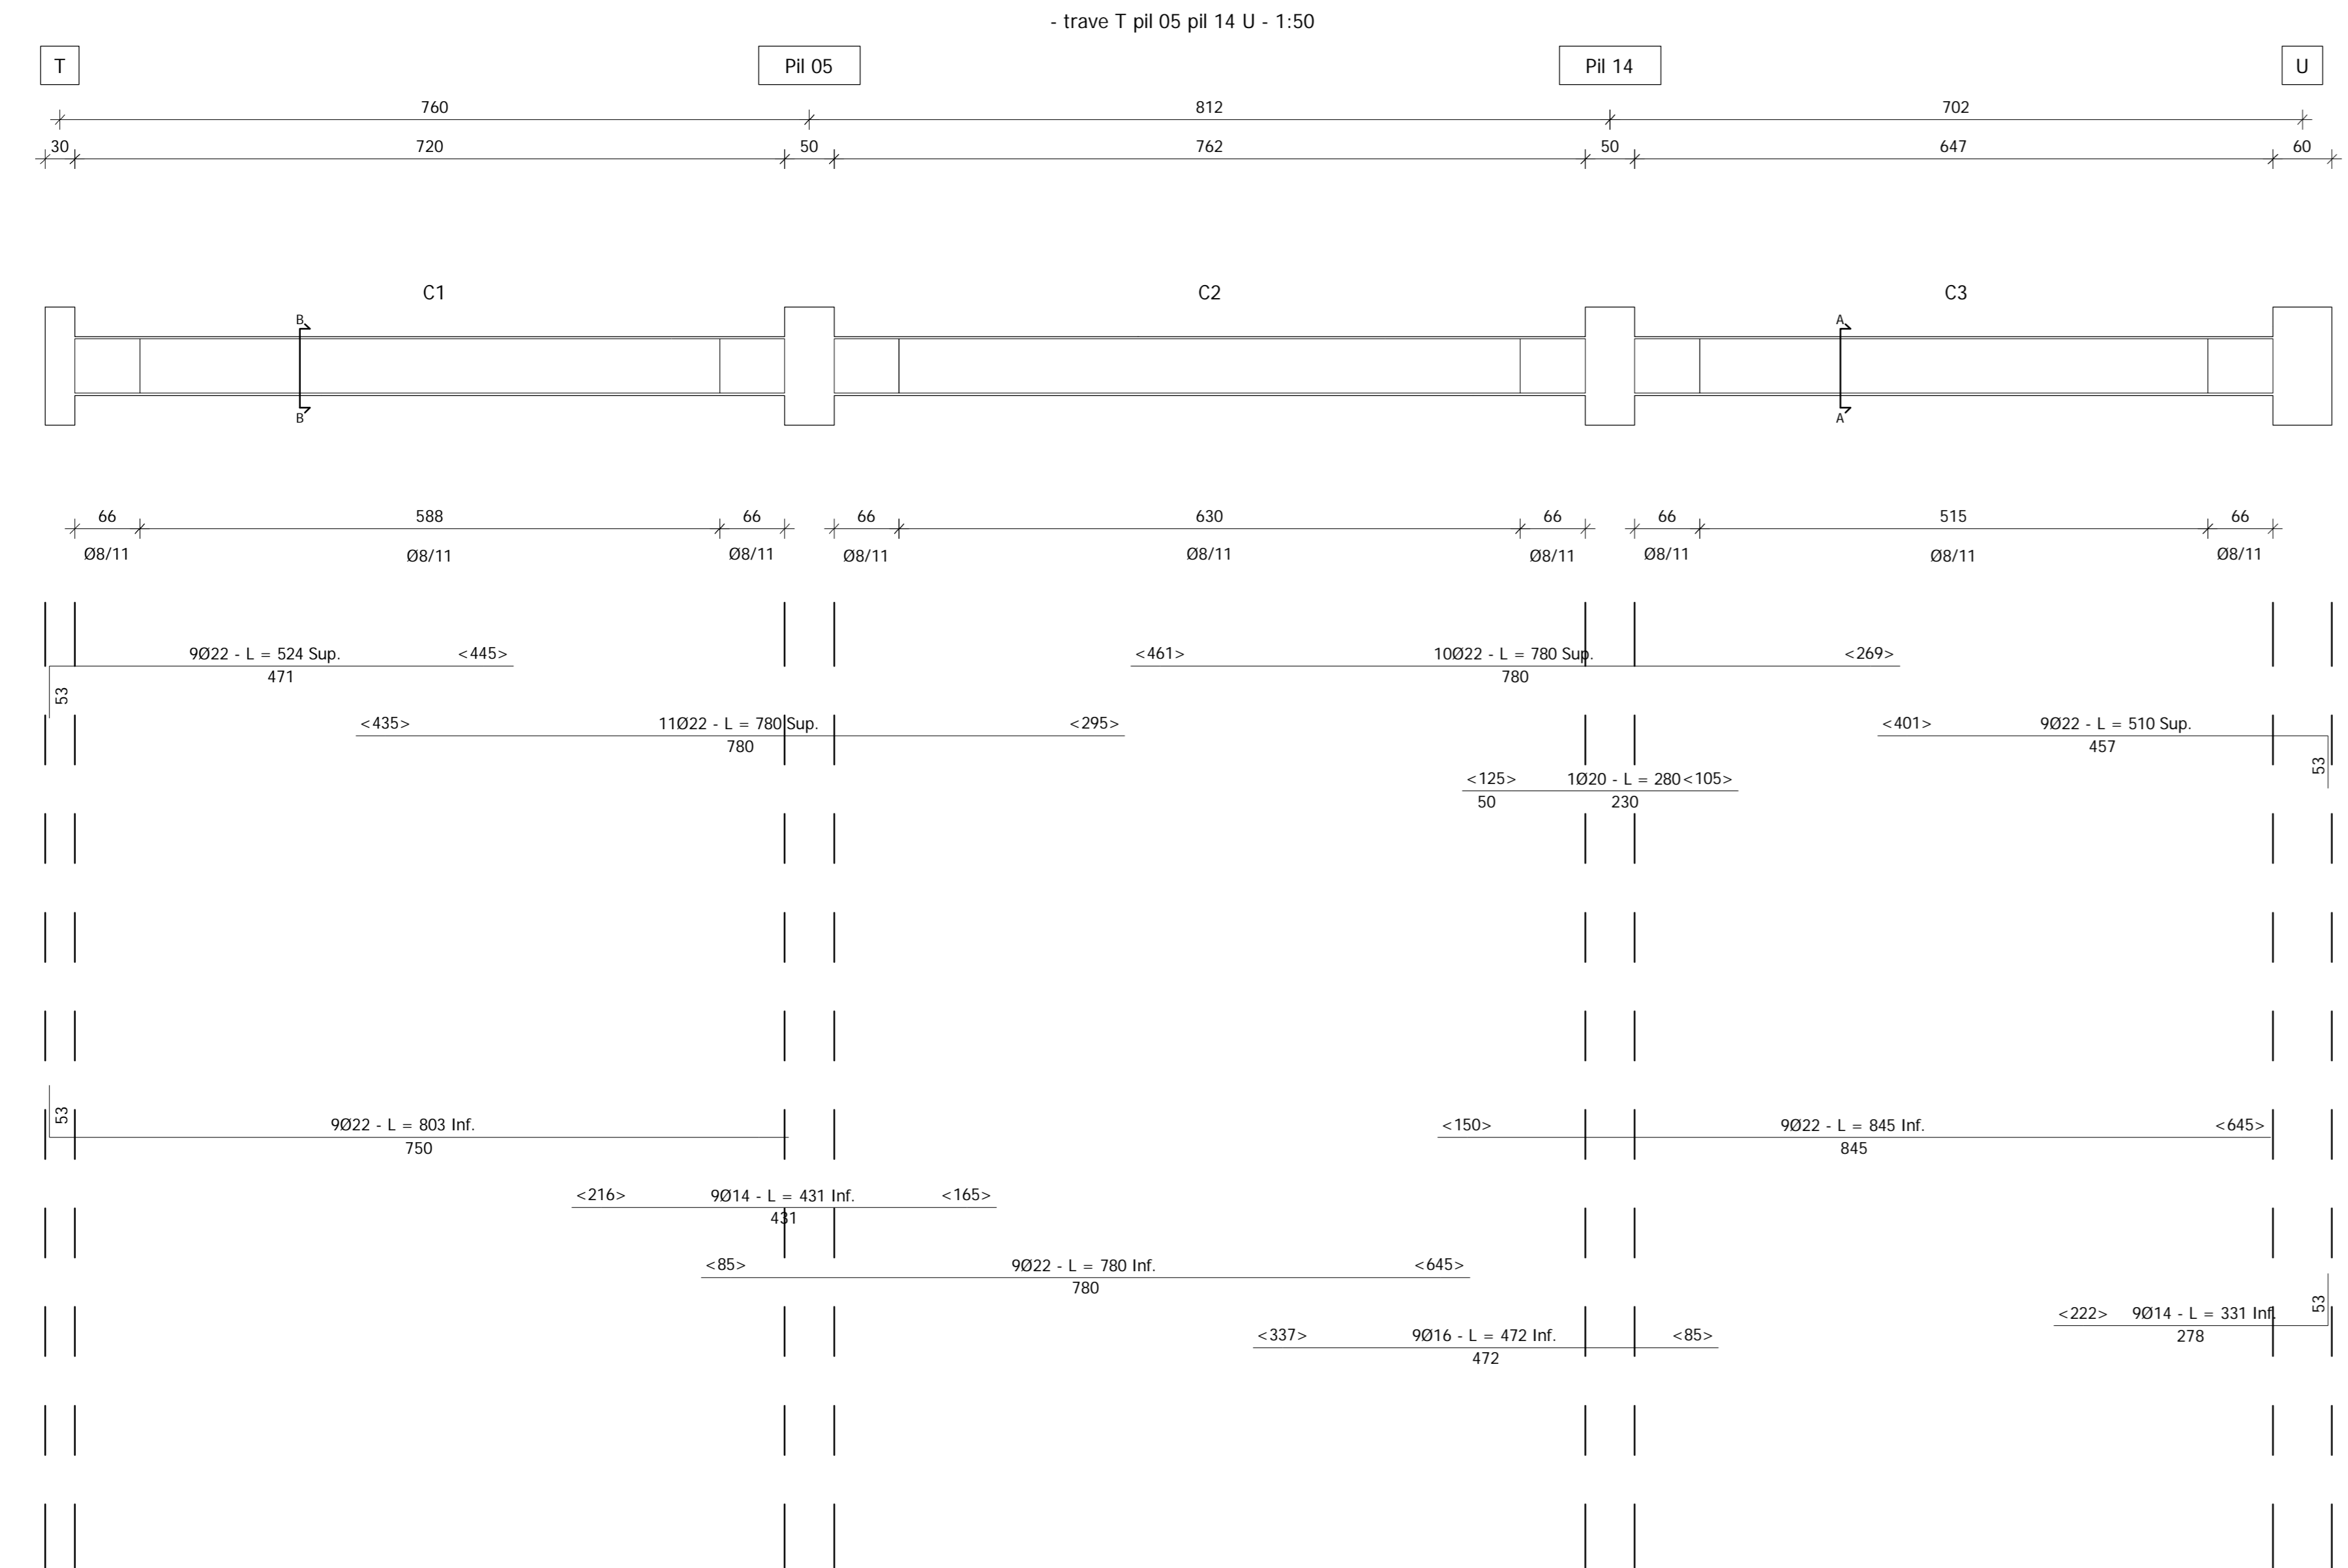 - trave T pil 05 pil 14 U - 1:50
T Pil 05 Pil 14 U
760 812 702
30 720 50 762 50 647 60
C1 C2 C3
B A
B A
66 588 66 66 630 66 66 515 66
Ø8/11 Ø8/11 Ø8/11 Ø8/11 Ø8/11 Ø8/11 Ø8/11 Ø8/11 Ø8/11
9Ø22 - L = 524 Sup. <445> <461> 10Ø22 - L = 780 Sup. <269>
471 780
53
<435> 11Ø22 - L = 780 Sup. <295> <401> 9Ø22 - L = 510 Sup.
780 457
53
<125> 1Ø20 - L = 280 <105>
50 230
53
9Ø22 - L = 803 Inf. <150> 9Ø22 - L = 845 Inf. <645>
750 845
<216> 9Ø14 - L = 431 Inf. <165>
431
<85> 9Ø22 - L = 780 Inf. <645>
780
53
<222> 9Ø14 - L = 331 Inf.
278
<337> 9Ø16 - L = 472 Inf. <85>
472